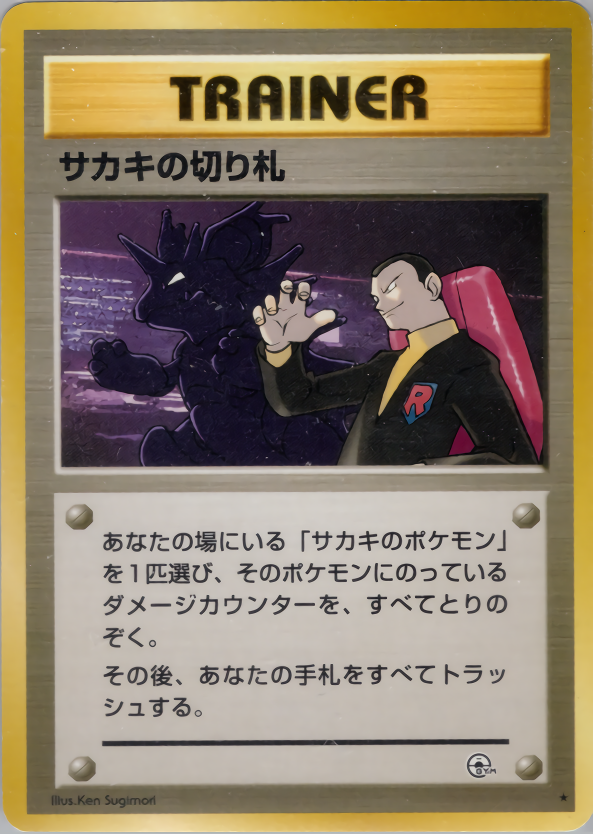 TRAINER
サカキの切り札
R
あなたの場にいる「サカキのポケモン」
を1匹選び、そのポケモンにのっている
ダメージカウンターを、すべてとりの
ぞく。
その後、あなたの手札をすべてトラッ
シュする。
GYM
Illus.Ken Sugimori
★